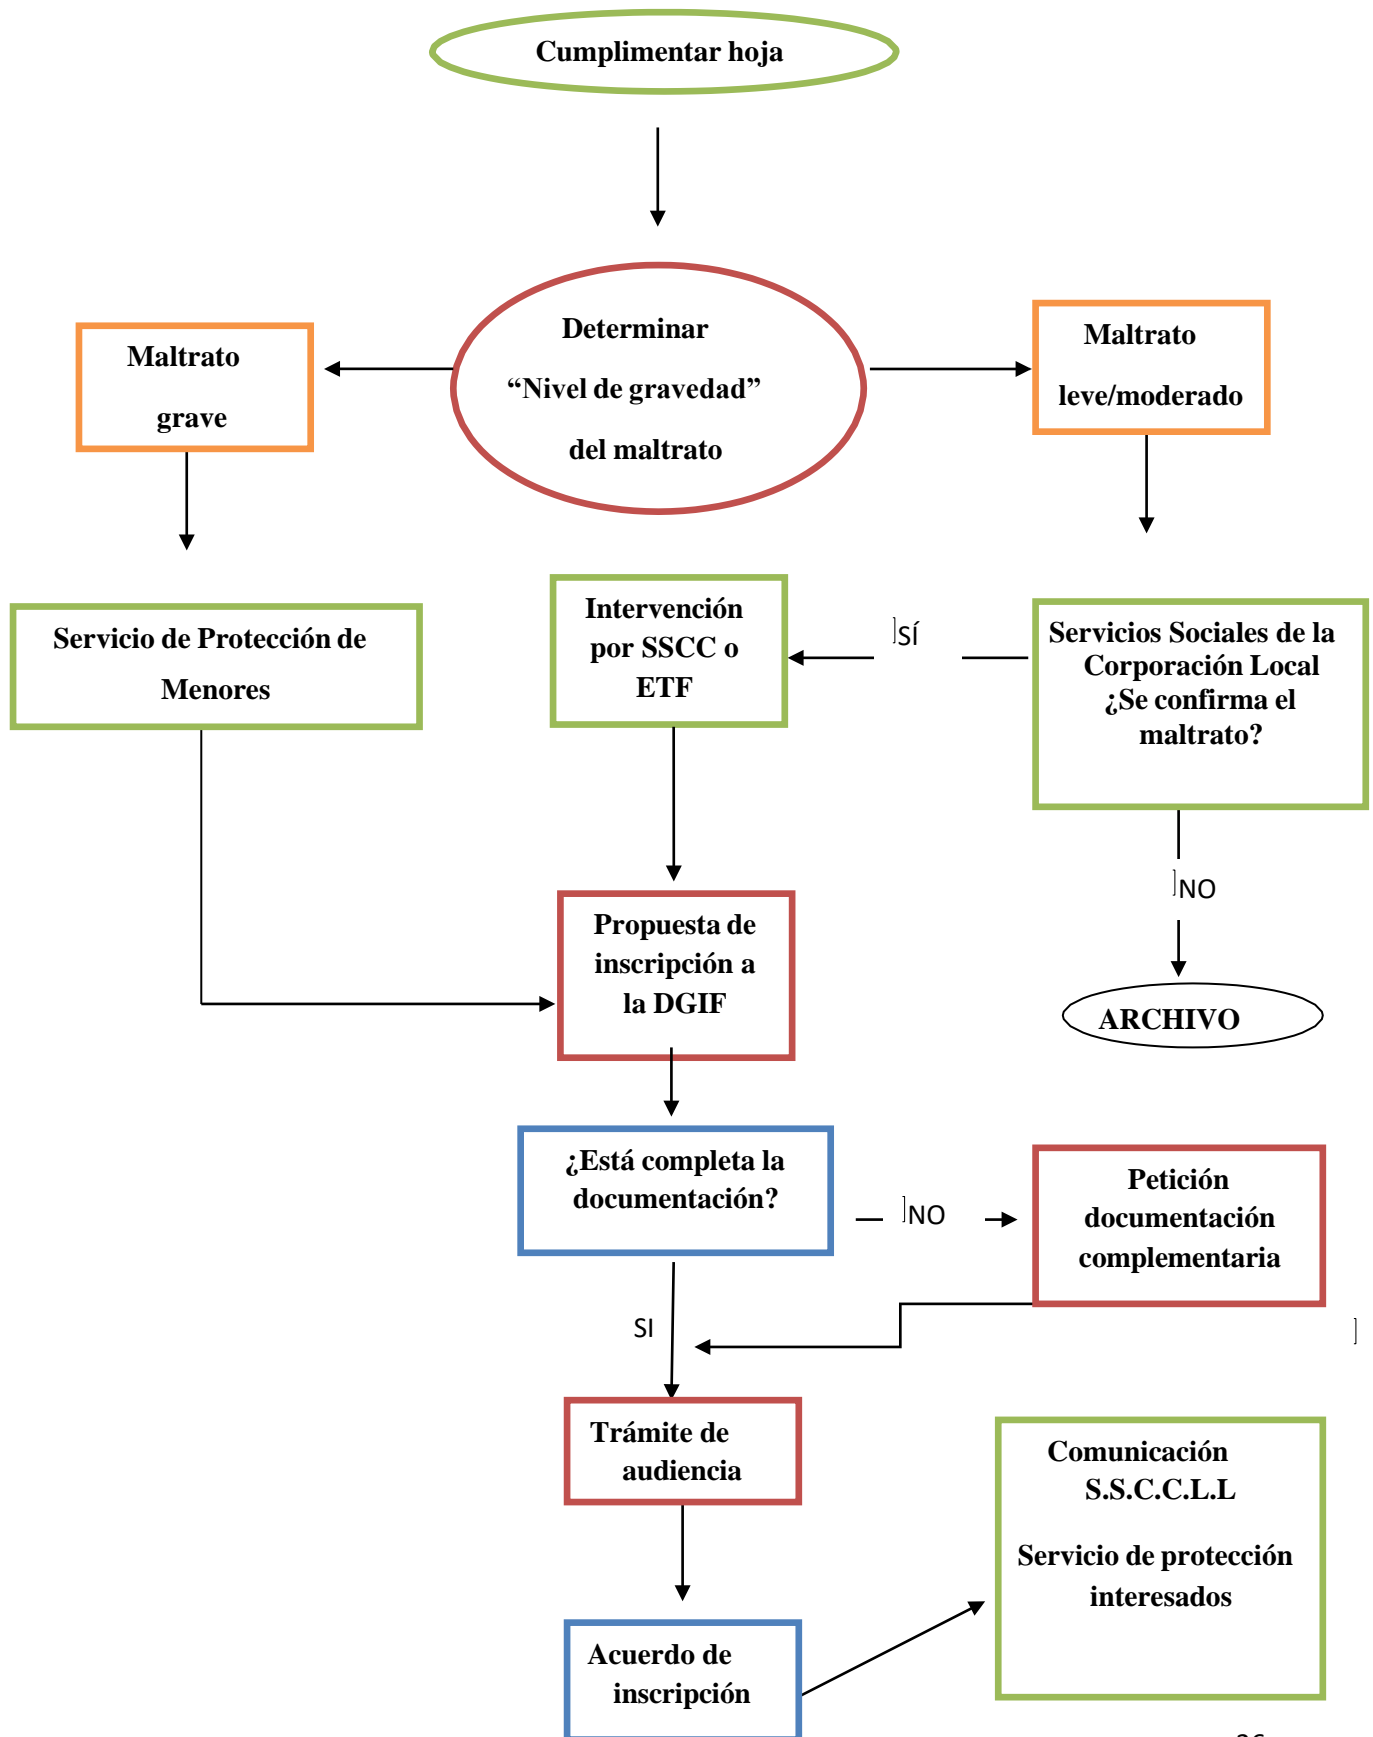 Cumplimentar hoja
Determinar
“Nivel de gravedad”
del maltrato
Maltrato
grave
Maltrato
leve/moderado
Servicio de Protección de
Menores
Intervención
por SSCC o
ETF
SÍ
Servicios Sociales de la
Corporación Local
¿Se confirma el
maltrato?
NO
ARCHIVO
Propuesta de
inscripción a
la DGIF
¿Está completa la
documentación?
NO
Petición
documentación
complementaria
SI
Trámite de
audiencia
Comunicación
S.S.C.C.L.L
Servicio de protección
interesados
Acuerdo de
inscripción